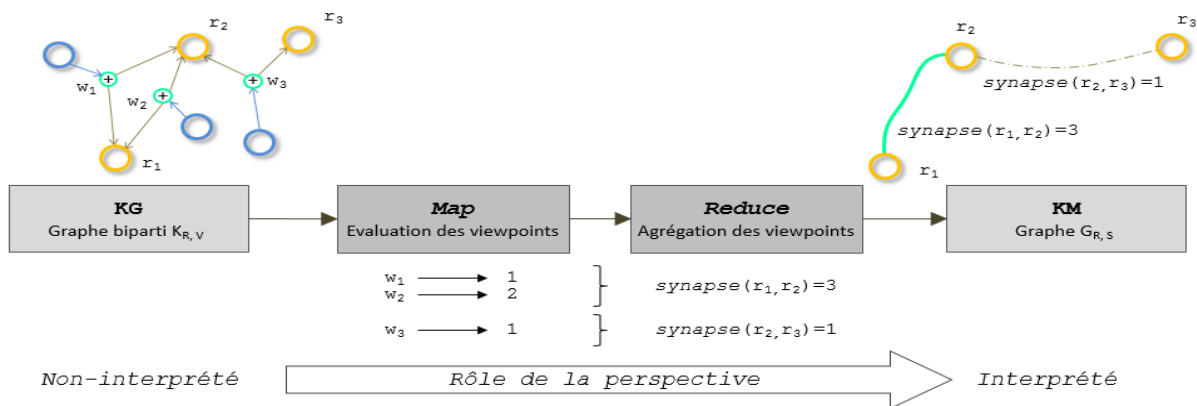 r₂
r₃
+
w₁
+
w₂
+
w₃
r₁
r₂
r₃
synapse(r₂,r₃)=1
synapse(r₁,r₂)=3
r₁
KG
Graphe biparti K_R,V
Map
Evaluation des viewpoints
Reduce
Agrégation des viewpoints
KM
Graphe G_R,S
w₁ 1
w₂ 2
synapse(r₁,r₂)=3
w₃ 1
synapse(r₂,r₃)=1
Non-interprété
Rôle de la perspective
Interprété